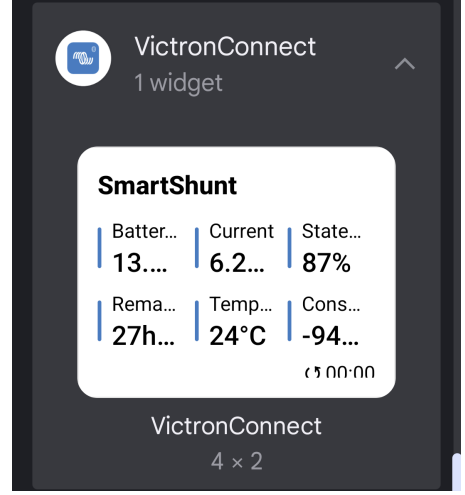 VictronConnect
1 widget
SmartShunt
Batter... Current State...
13.... 6.2... 87%
Rema... Temp... Cons...
27h... 24°C -94...
00:00
VictronConnect
4 × 2